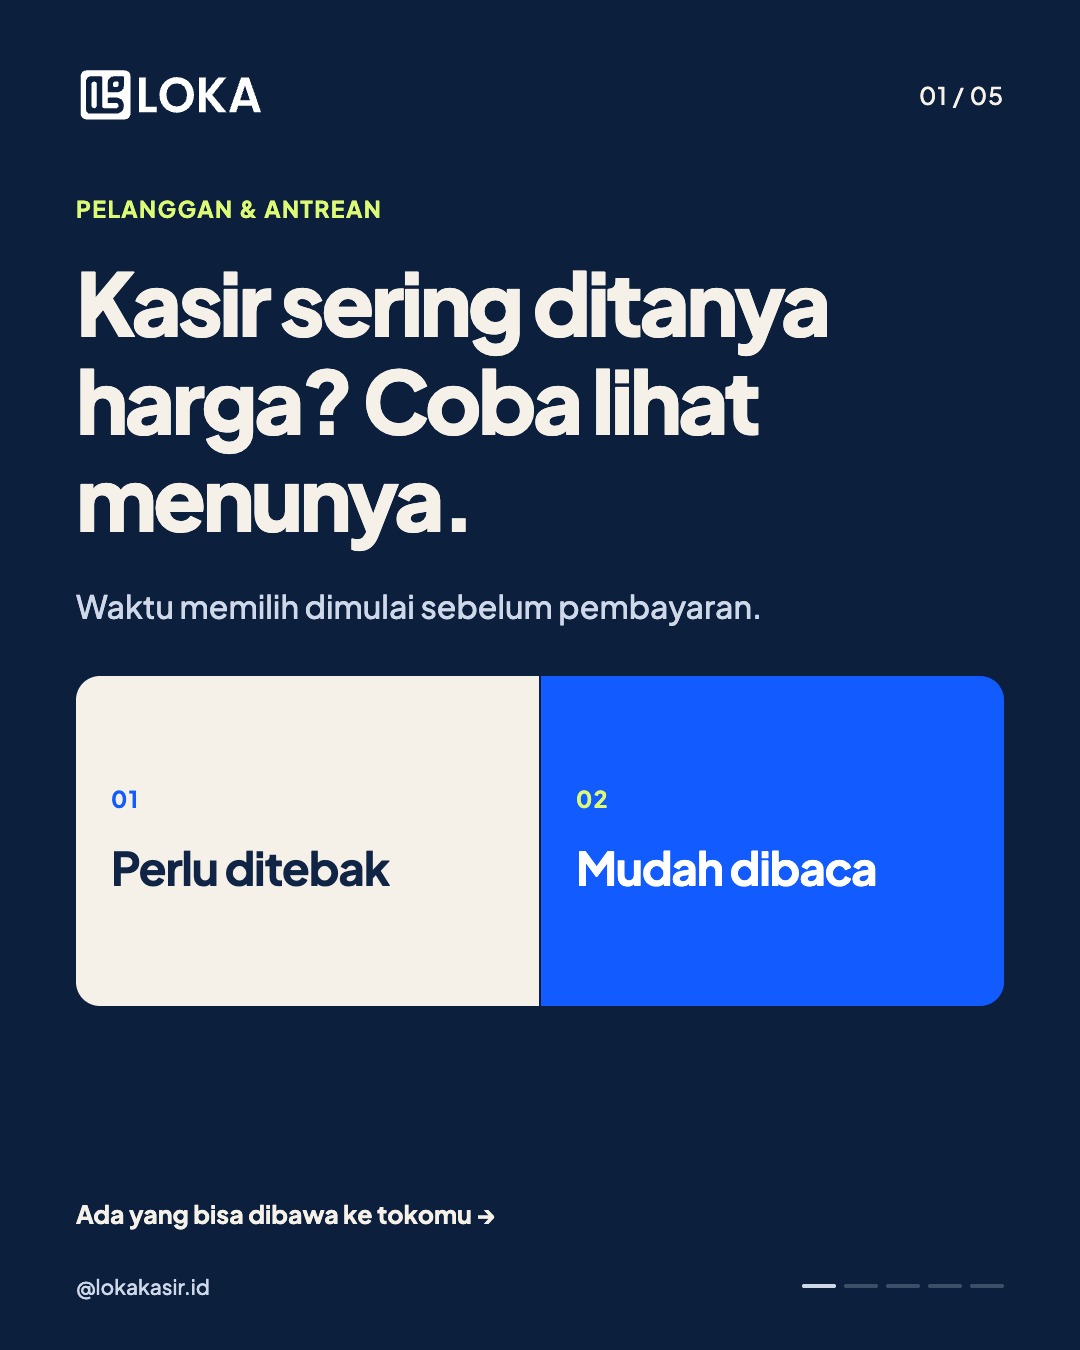 LOKA
01 / 05
PELANGGAN & ANTREAN
Kasir sering ditanya
harga? Coba lihat
menunya.
Waktu memilih dimulai sebelum pembayaran.
01
Perlu ditebak
02
Mudah dibaca
Ada yang bisa dibawa ke tokomu →
@lokakasir.id